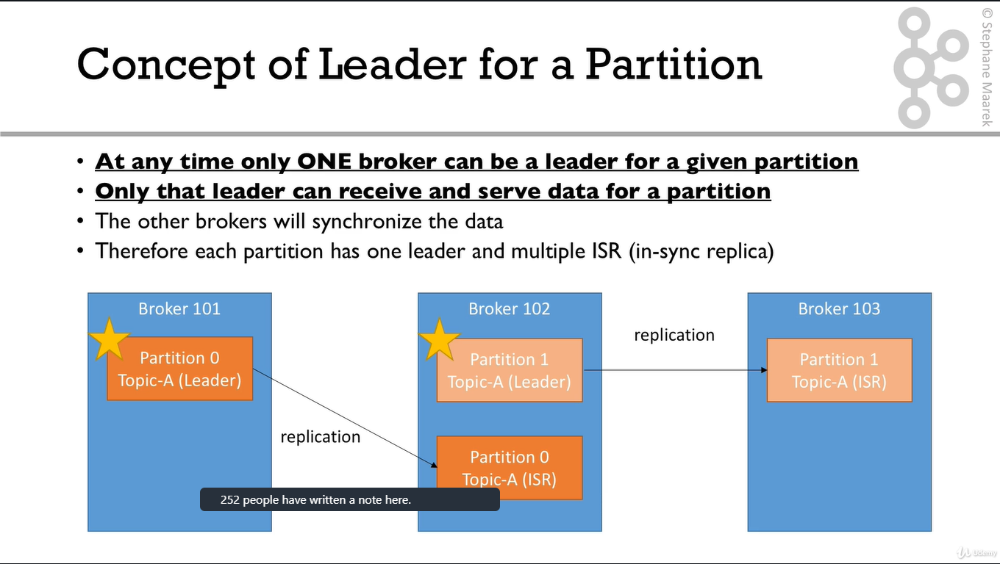 Concept of Leader for a Partition
© Stephane Maarek
• At any time only ONE broker can be a leader for a given partition
• Only that leader can receive and serve data for a partition
• The other brokers will synchronize the data
• Therefore each partition has one leader and multiple ISR (in-sync replica)
Broker 101
Partition 0
Topic-A (Leader)
replication
Broker 102
Partition 1
Topic-A (Leader)
Partition 0
Topic-A (ISR)
replication
Broker 103
Partition 1
Topic-A (ISR)
252 people have written a note here.
Udemy